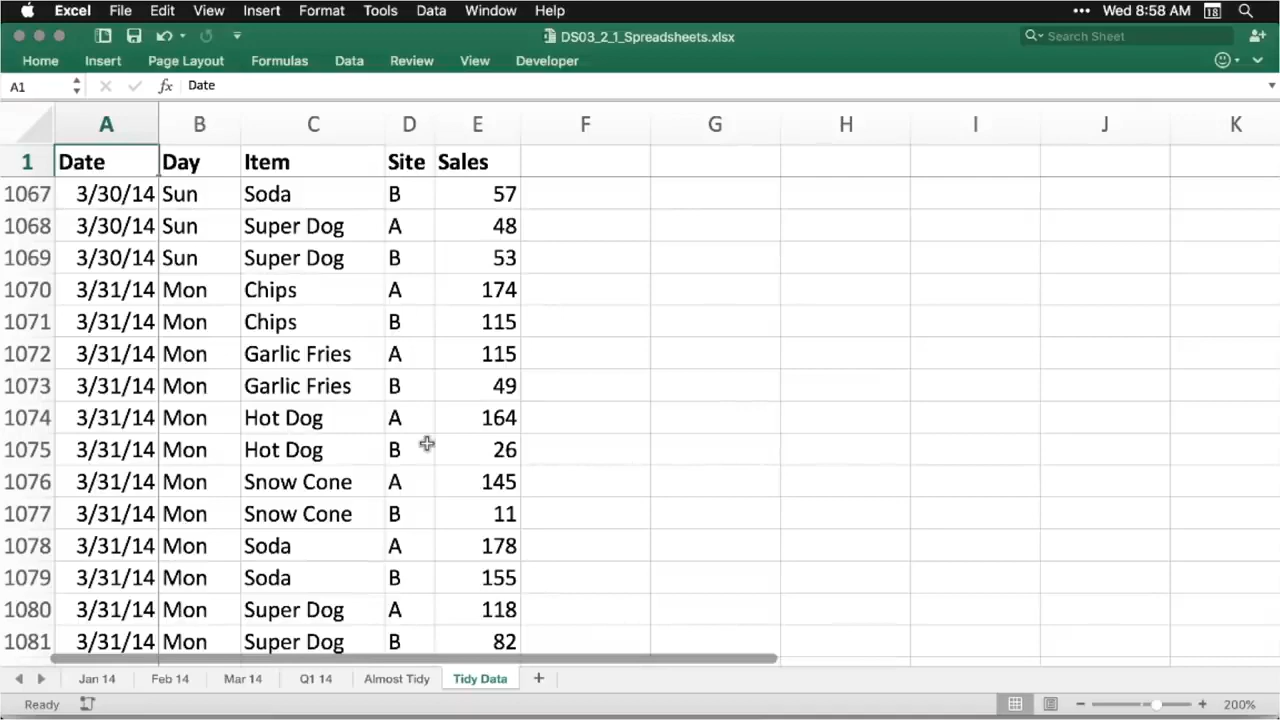 Excel File Edit View Insert Format Tools Data Window Help Wed 8:58 AM 18
DS03_2_1_Spreadsheets.xlsx Search Sheet
Home Insert Page Layout Formulas Data Review View Developer
A1 fx Date
A B C D E F G H I J K
1 Date Day Item Site Sales
1067 3/30/14 Sun Soda B 57
1068 3/30/14 Sun Super Dog A 48
1069 3/30/14 Sun Super Dog B 53
1070 3/31/14 Mon Chips A 174
1071 3/31/14 Mon Chips B 115
1072 3/31/14 Mon Garlic Fries A 115
1073 3/31/14 Mon Garlic Fries B 49
1074 3/31/14 Mon Hot Dog A 164
1075 3/31/14 Mon Hot Dog B 26
1076 3/31/14 Mon Snow Cone A 145
1077 3/31/14 Mon Snow Cone B 11
1078 3/31/14 Mon Soda A 178
1079 3/31/14 Mon Soda B 155
1080 3/31/14 Mon Super Dog A 118
1081 3/31/14 Mon Super Dog B 82
Jan 14 Feb 14 Mar 14 Q1 14 Almost Tidy Tidy Data +
Ready 200%